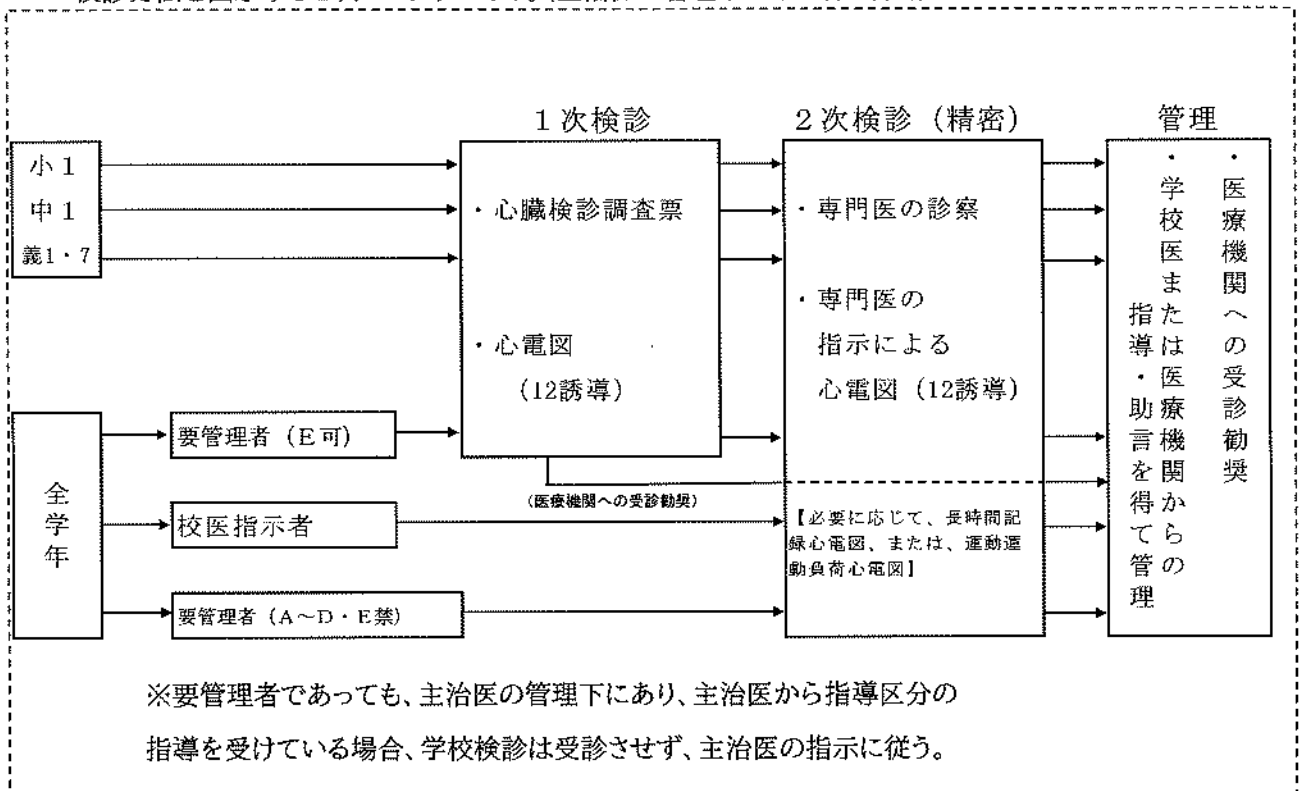 1次検診
2次検診（精密）
管理
小1
中1
義1・7
・心臓検診調査票
・心電図
（12誘導）
・専門医の診察
・専門医の
指示による
心電図（12誘導）
・医療機関への受診勧奨
・学校医または医療機関からの
指導・助言を得て管理
全学年
要管理者（E可）
校医指示者
要管理者（A～D・E禁）
（医療機関への受診勧奨）
【必要に応じて、長時間記
録心電図、または、運動運
動負荷心電図】
※要管理者であっても、主治医の管理下にあり、主治医から指導区分の
指導を受けている場合、学校検診は受診させず、主治医の指示に従う。